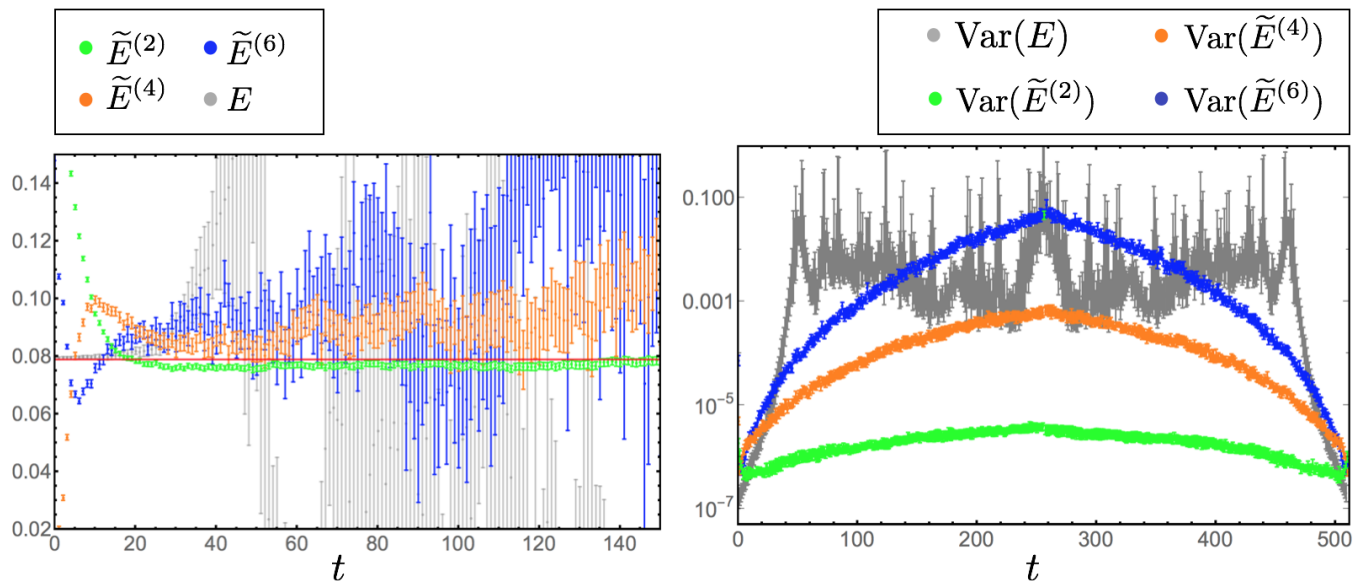 Ẽ⁽²⁾ Ẽ⁽⁶⁾
Ẽ⁽⁴⁾ E
0.14
0.12
0.10
0.08
0.06
0.04
0.02
0 20 40 60 80 100 120 140
t
Var(E) Var(Ẽ⁽⁴⁾)
Var(Ẽ⁽²⁾) Var(Ẽ⁽⁶⁾)
0.100
0.001
10⁻⁵
10⁻⁷
0 100 200 300 400 500
t